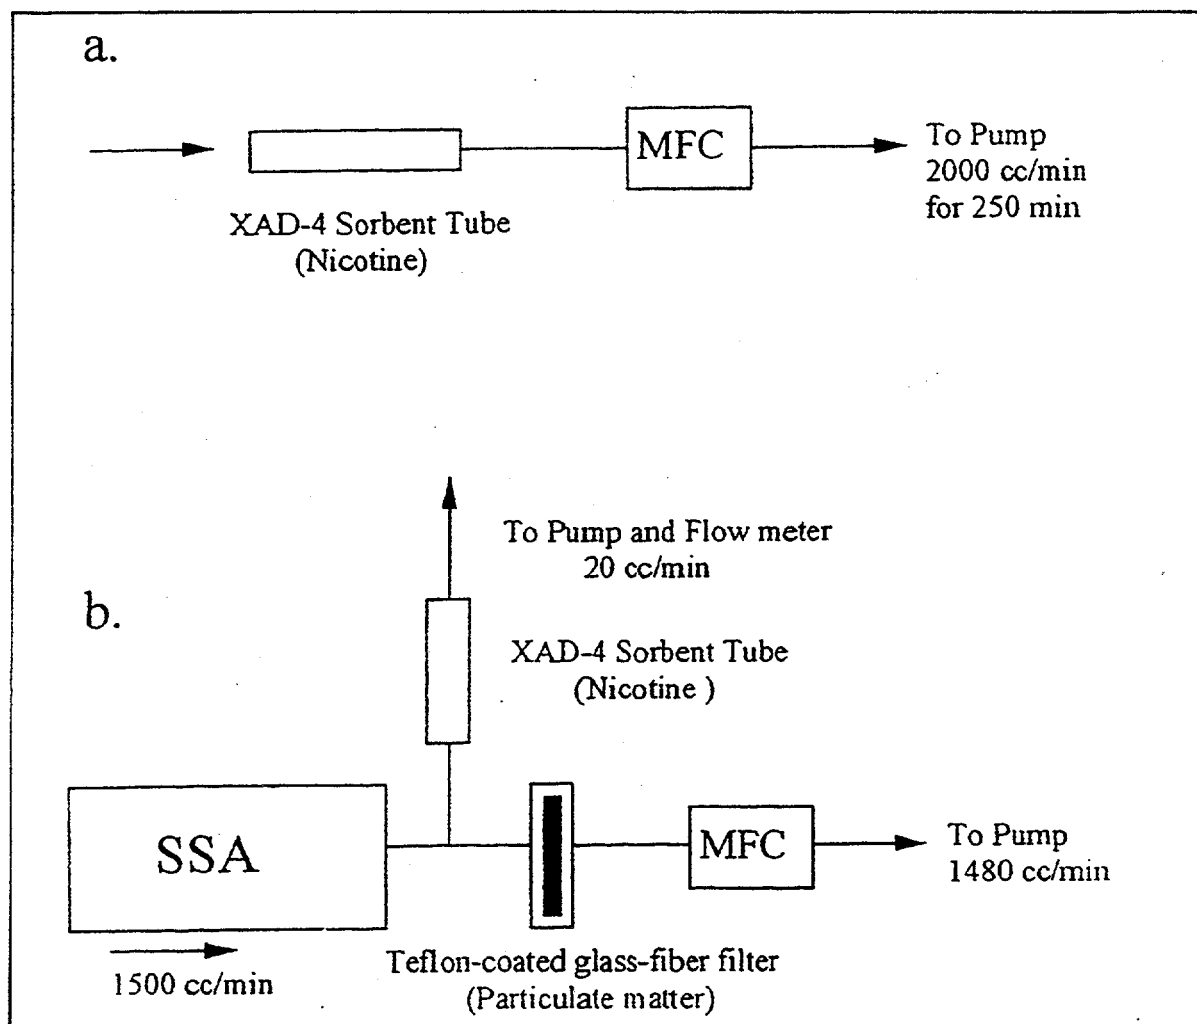 a.
MFC
To Pump
2000 cc/min
for 250 min
XAD-4 Sorbent Tube
(Nicotine)
To Pump and Flow meter
20 cc/min
b.
XAD-4 Sorbent Tube
(Nicotine )
SSA
MFC
To Pump
1480 cc/min
1500 cc/min
Teflon-coated glass-fiber filter
(Particulate matter)